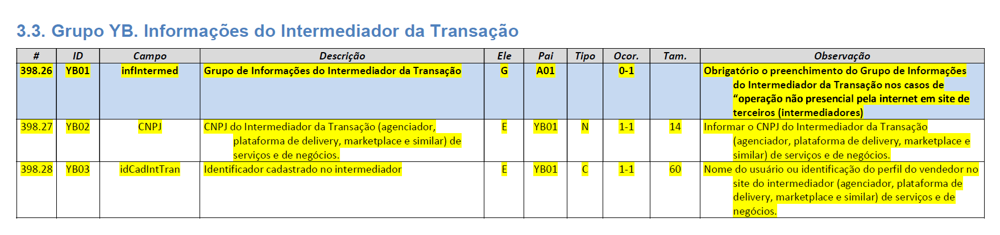 3.3. Grupo YB. Informações do Intermediador da Transação
# ID Campo Descrição Ele Pai Tipo Ocor. Tam. Observação
398.26 YB01 infIntermed Grupo de Informações do Intermediador da Transação G A01 0-1 Obrigatório o preenchimento do Grupo de Informações
do Intermediador da Transação nos casos de
“operação não presencial pela internet em site de
terceiros (intermediadores)
398.27 YB02 CNPJ CNPJ do Intermediador da Transação (agenciador,
plataforma de delivery, marketplace e similar) de
serviços e de negócios.
E YB01 N 1-1 14 Informar o CNPJ do Intermediador da Transação
(agenciador, plataforma de delivery, marketplace e
similar) de serviços e de negócios.
398.28 YB03 idCadIntTran Identificador cadastrado no intermediador E YB01 C 1-1 60 Nome do usuário ou identificação do perfil do vendedor no
site do intermediador (agenciador, plataforma de
delivery, marketplace e similar) de serviços e de
negócios.